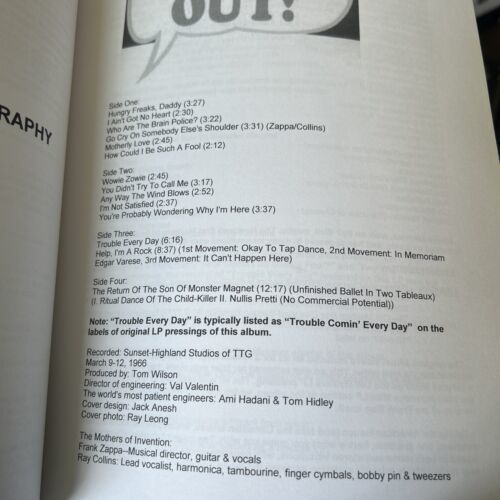 OUT!
RAPHY
Side One:
Hungry Freaks, Daddy (3:27)
I Ain't Got No Heart (2:30)
Who Are The Brain Police? (3:22)
Go Cry On Somebody Else's Shoulder (3:31) (Zappa/Collins)
Motherly Love (2:45)
How Could I Be Such A Fool (2:12)
Side Two:
Wowie Zowie (2:45)
You Didn't Try To Call Me (3:17)
Any Way The Wind Blows (2:52)
I'm Not Satisfied (2:37)
You're Probably Wondering Why I'm Here (3:37)
Side Three:
Trouble Every Day (6:16)
Help, I'm A Rock (8:37) (1st Movement: Okay To Tap Dance, 2nd Movement: In Memoriam
Edgar Varese, 3rd Movement: It Can't Happen Here)
Side Four:
The Return Of The Son Of Monster Magnet (12:17) (Unfinished Ballet In Two Tableaux)
(I. Ritual Dance Of The Child-Killer II. Nullis Pretti (No Commercial Potential))
Note: “Trouble Every Day” is typically listed as “Trouble Comin’ Every Day” on the
labels of original LP pressings of this album.
Recorded: Sunset-Highland Studios of TTG
March 9-12, 1966
Produced by: Tom Wilson
Director of engineering: Val Valentin
The world's most patient engineers: Ami Hadani & Tom Hidley
Cover design: Jack Anesh
Cover photo: Ray Leong
The Mothers of Invention:
Frank Zappa--Musical director, guitar & vocals
Ray Collins: Lead vocalist, harmonica, tambourine, finger cymbals, bobby pin & tweezers